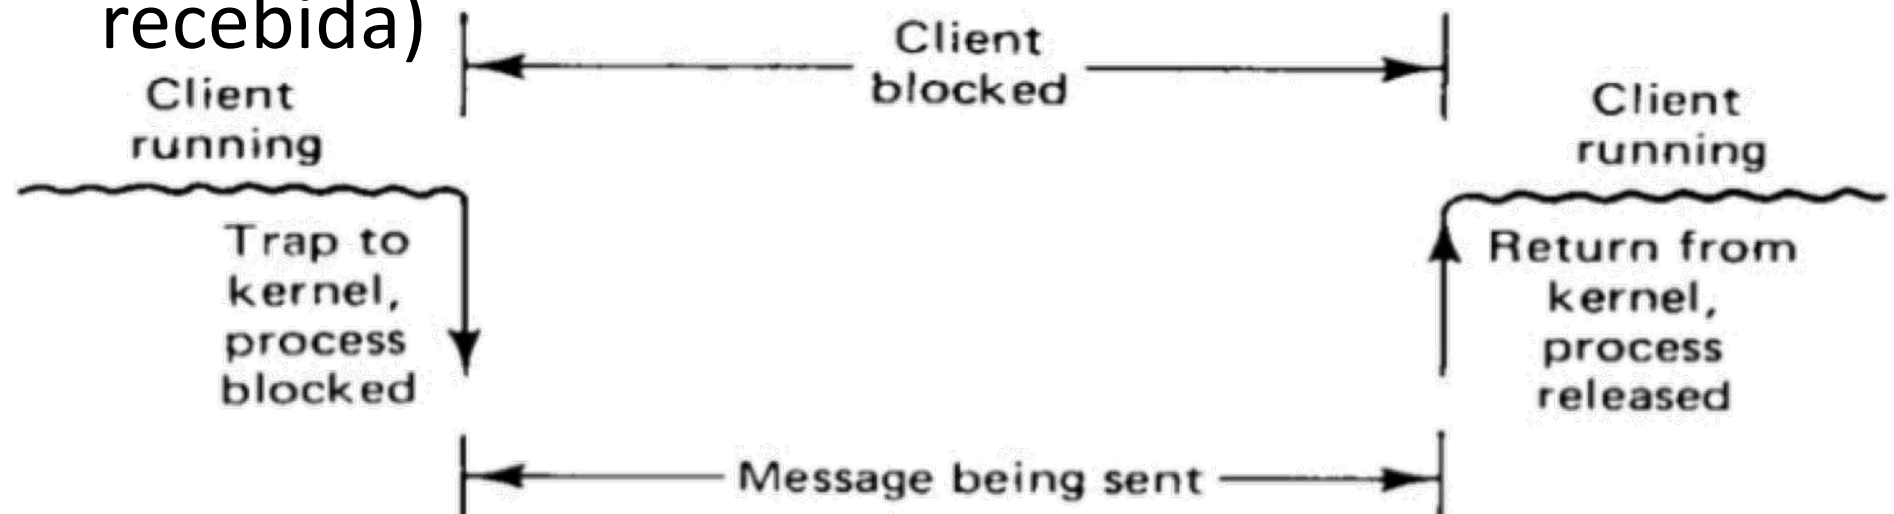 recebida)
Client
blocked
Client
running
Client
running
Trap to
kernel,
process
blocked
Return from
kernel,
process
released
Message being sent